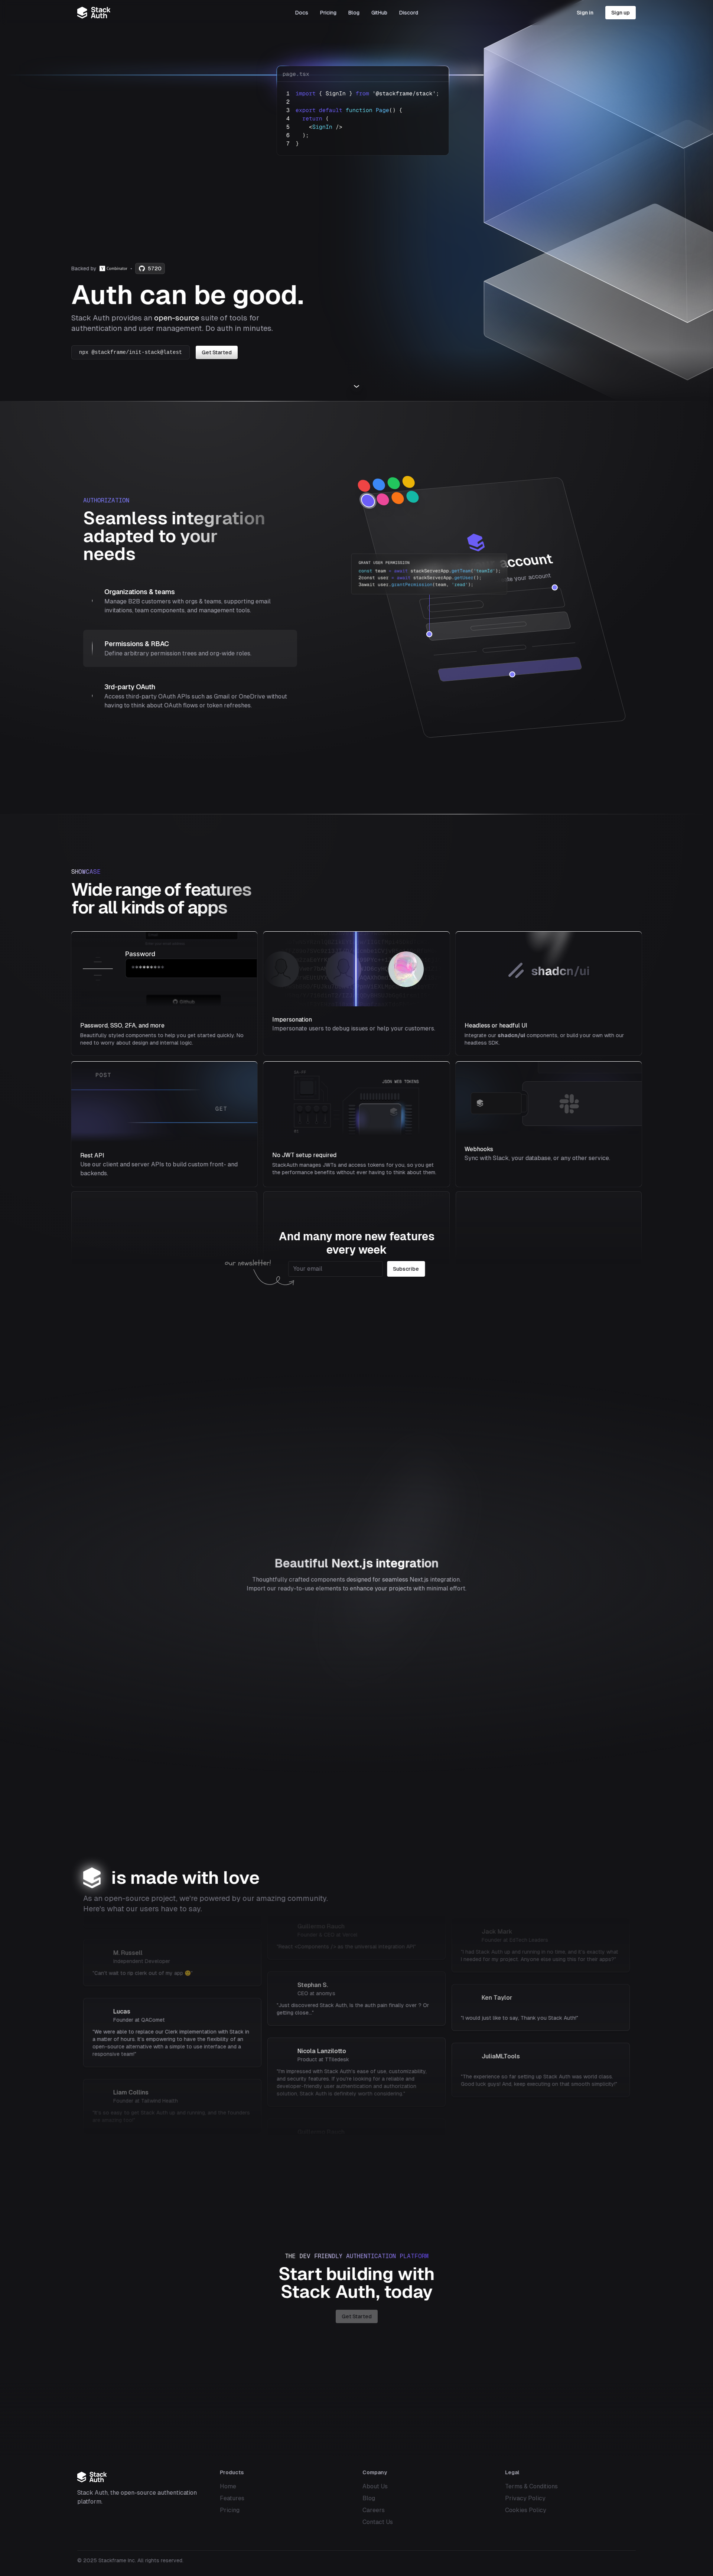 Stack Auth
Docs Pricing Blog GitHub Discord
Sign in Sign up
page.tsx
1 import { SignIn } from '@stackframe/stack';
2
3 export default function Page() {
4 return (
5 <SignIn />
6 );
7 }
Backed by Y Combinator • 5720
Auth can be good.
Stack Auth provides an open-source suite of tools for
authentication and user management. Do auth in minutes.
npx @stackframe/init-stack@latest Get Started
AUTHORIZATION
Seamless integration
adapted to your
needs
Organizations & teams
Manage B2B customers with orgs & teams, supporting email
invitations, team components, and management tools.
Permissions & RBAC
Define arbitrary permission trees and org-wide roles.
3rd-party OAuth
Access third-party OAuth APIs such as Gmail or OneDrive without
having to think about OAuth flows or token refreshes.
account
GRANT USER PERMISSION
const team = await stackServerApp.getTeam('teamId');
2const user = await stackServerApp.getUser();
3await user.grantPermission(team, 'read');
your account
SHOWCASE
Wide range of features
for all kinds of apps
Password
GitHub
Password, SSO, 2FA, and more
Beautifully styled components to help you get started quickly. No
need to worry about design and internal logic.
Impersonation
Impersonate users to debug issues or help your customers.
shadcn/ui
Headless or headful UI
Integrate our shadcn/ui components, or build your own with our
headless SDK.
POST
GET
Rest API
Use our client and server APIs to build custom front- and
backends.
JSON WEB TOKENS
No JWT setup required
StackAuth manages JWTs and access tokens for you, so you get
the performance benefits without ever having to think about them.
Webhooks
Sync with Slack, your database, or any other service.
And many more new features
every week
our newsletter!
Your email Subscribe
Beautiful Next.js integration
Thoughtfully crafted components designed for seamless Next.js integration.
Import our ready-to-use elements to enhance your projects with minimal effort.
is made with love
As an open-source project, we're powered by our amazing community.
Here's what our users have to say.
M. Russell
Independent Developer
"Can't wait to rip clerk out of my app
Lucas
Founder at QAComet
"We were able to replace our Clerk implementation with Stack in
a matter of hours. It's empowering to have the flexibility of an
open-source alternative with a simple to use interface and a
responsive team!"
Liam Collins
Founder at Tailwind Health
"It's so easy to get Stack Auth up and running, and the founders
are amazing too!"
Guillermo Rauch
Stephan S.
CEO at anomys
"Just discovered Stack Auth, Is the auth pain finally over ? Or
getting close..."
Nicola Lanzilotto
Product at TTiledesk
"I'm impressed with Stack Auth's ease of use, customizability,
and security features. If you're looking for a reliable and
developer-friendly user authentication and authorization
solution, Stack Auth is definitely worth considering."
Jack Mark
"I had Stack Auth up and running in no time, and it's exactly what
I needed for my project. Anyone else using this for their apps?"
Ken Taylor
"I would just like to say, Thank you Stack Auth!"
JuliaMLTools
"The experience so far setting up Stack Auth was world class.
Good luck guys! And: keep executing on that smooth simplicity!"
THE DEV FRIENDLY AUTHENTICATION PLATFORM
Start building with
Stack Auth, today
Get Started
Stack Auth
Stack Auth, the open-source authentication
platform.
Products
Home
Features
Pricing
Company
About Us
Blog
Careers
Contact Us
Legal
Terms & Conditions
Privacy Policy
Cookies Policy
© 2025 Stackframe Inc. All rights reserved.